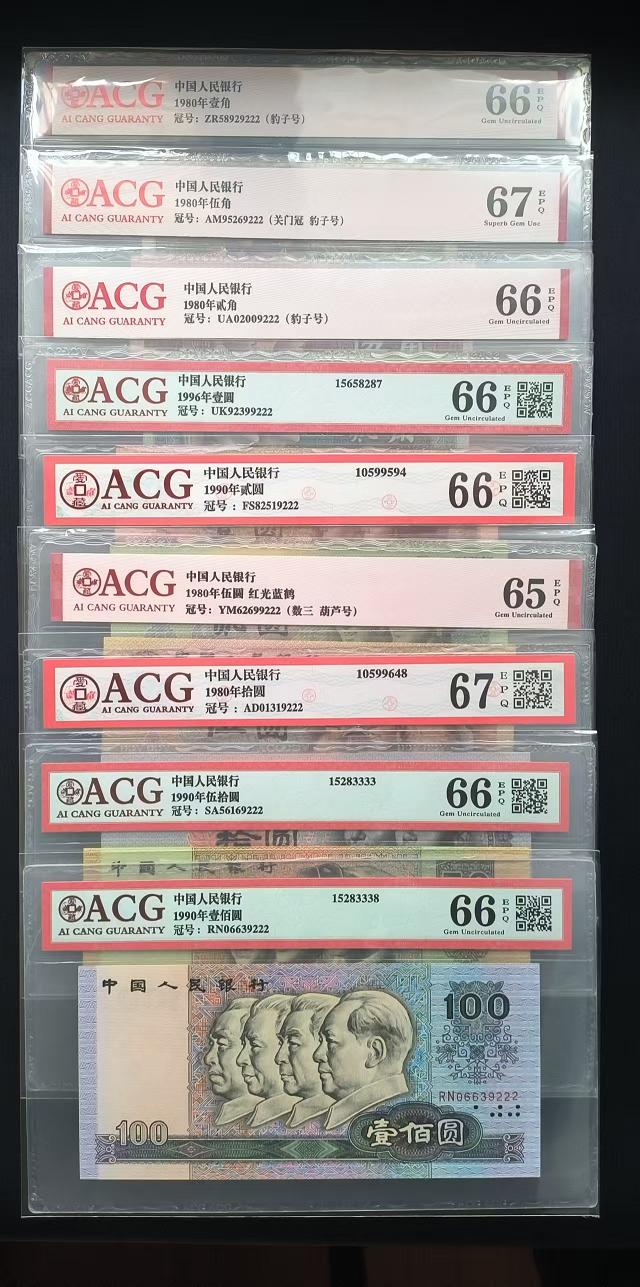 ACG
AI CANG GUARANTY
中国人民银行
1980年壹角
冠号: ZR58929222 (豹子号)
66
EPQ
Gem Uncirculated
ACG
AI CANG GUARANTY
中国人民银行
1980年伍角
冠号: AM95269222 (关门冠 豹子号)
67
EPQ
Superb Gem Unc
ACG
AI CANG GUARANTY
中国人民银行
1980年贰角
冠号: UA02009222 (豹子号)
66
EPQ
Gem Uncirculated
ACG
AI CANG GUARANTY
中国人民银行
1996年壹圆
冠号: UK92399222
15658287
66
EPQ
Gem Uncirculated
ACG
AI CANG GUARANTY
中国人民银行
1990年贰圆
冠号: FS82519222
10599594
66
EPQ
ACG
AI CANG GUARANTY
中国人民银行
1980年伍圆 红光蓝鹤
冠号: YM62699222 (数三 葫芦号)
65
EPQ
Gem Uncirculated
ACG
AI CANG GUARANTY
中国人民银行
1980年拾圆
冠号: AD01319222
10599648
67
EPQ
ACG
AI CANG GUARANTY
中国人民银行
1990年伍拾圆
冠号: SA56169222
15283333
66
EPQ
Gem Uncirculated
拾圆
中国人民银行
ACG
AI CANG GUARANTY
中国人民银行
1990年壹佰圆
冠号: RN06639222
15283338
66
EPQ
Gem Uncirculated
中国人民银行
100
RN06639222
100
壹佰圆